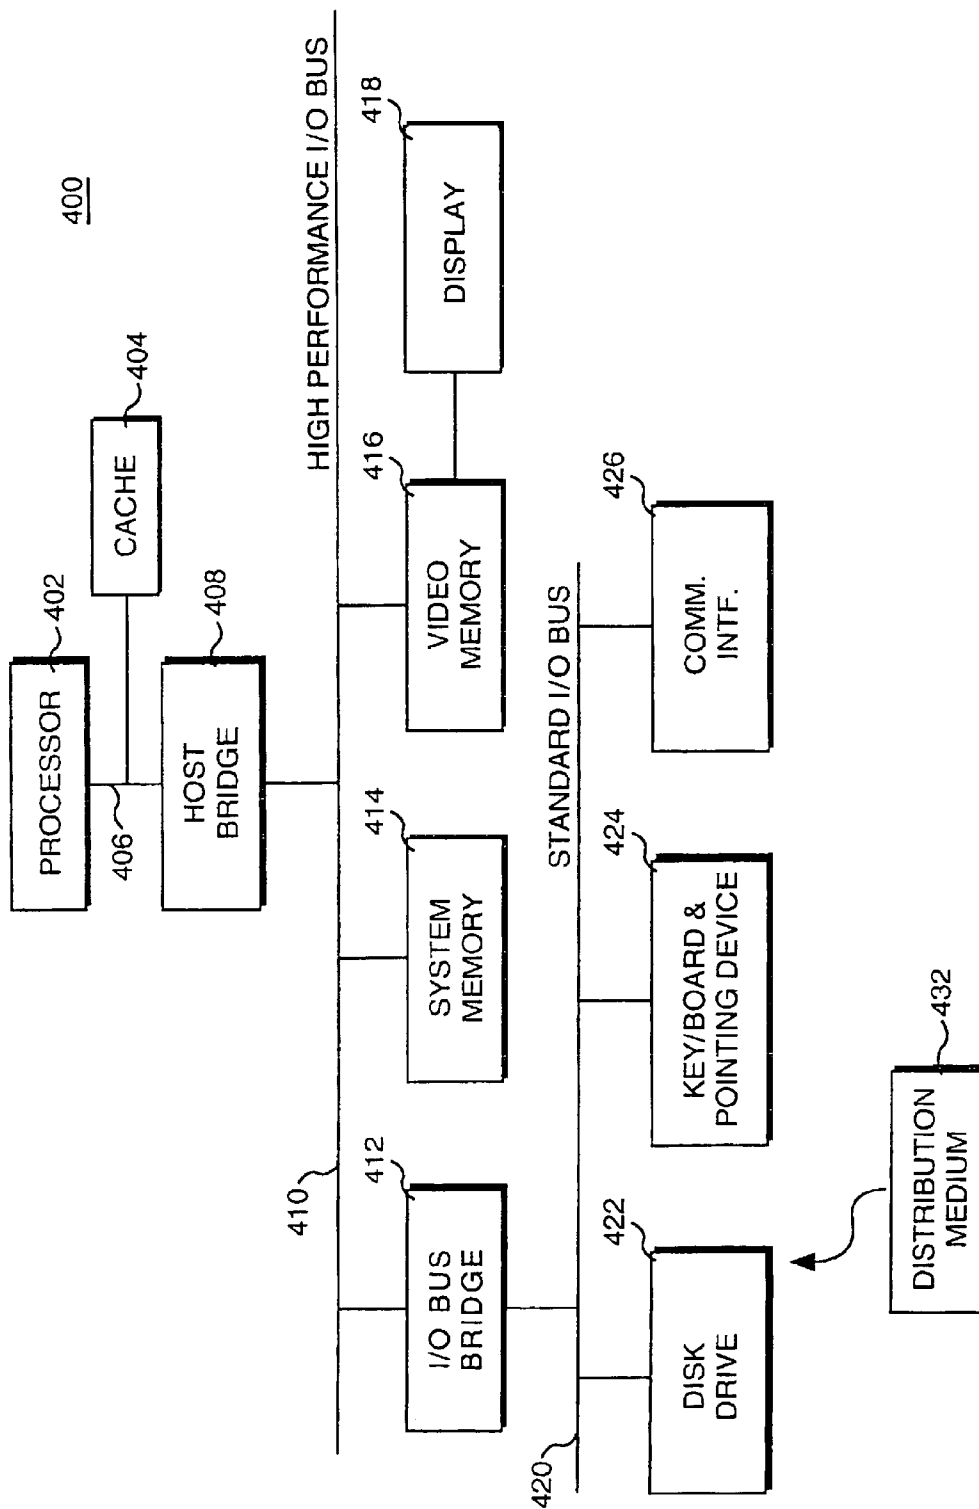 400
PROCESSOR
402
CACHE
404
406
HOST
BRIDGE
408
HIGH PERFORMANCE I/O BUS
410
I/O BUS
BRIDGE
412
SYSTEM
MEMORY
414
VIDEO
MEMORY
416
DISPLAY
418
STANDARD I/O BUS
420
DISK
DRIVE
422
KEY/BOARD &
POINTING DEVICE
424
COMM.
INTF.
426
DISTRIBUTION
MEDIUM
432